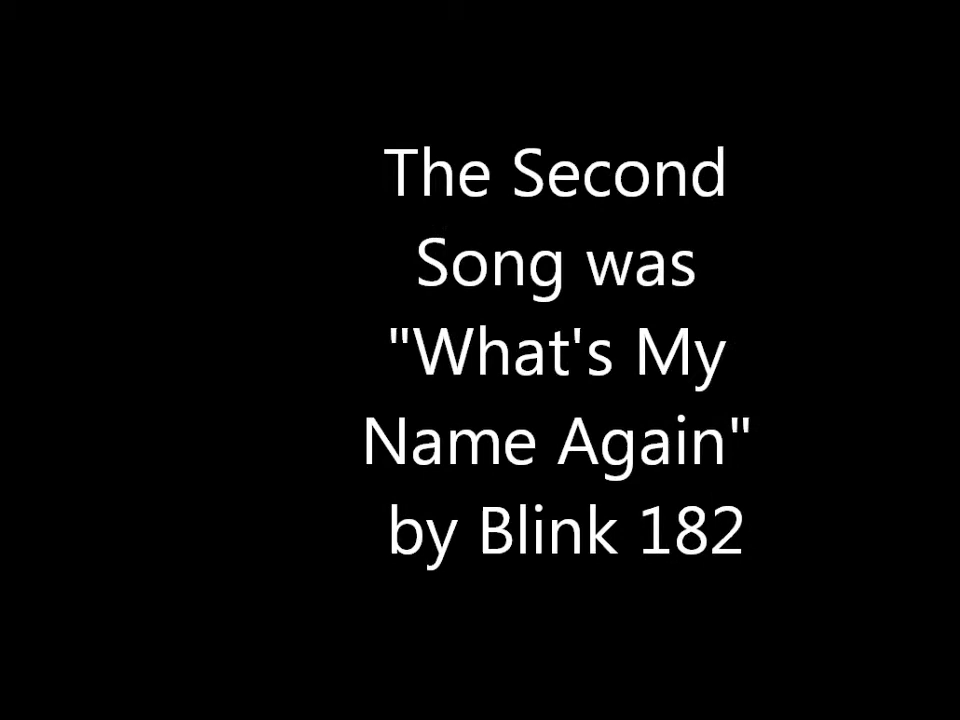 The Second
Song was
"What's My
Name Again"
by Blink 182